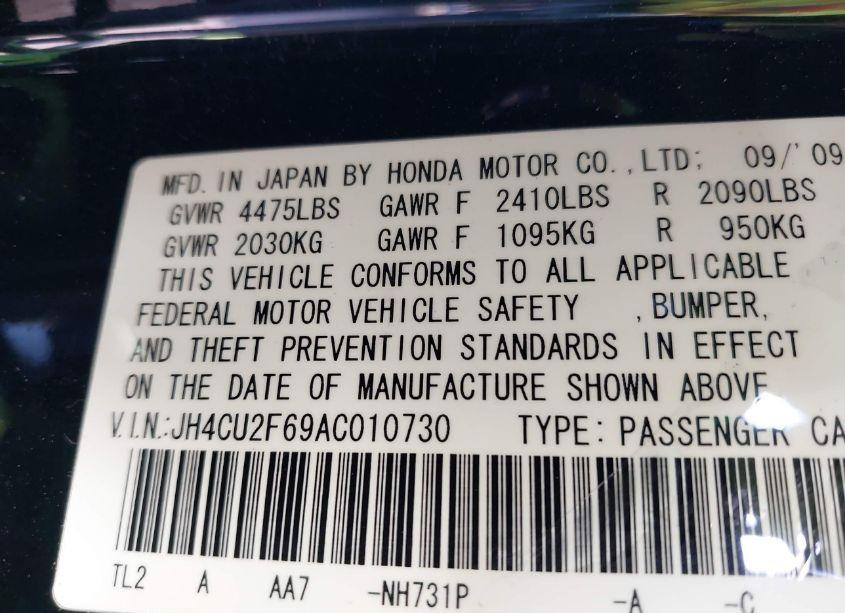 MFD. IN JAPAN BY HONDA MOTOR CO., LTD; 09/'09
GVWR 4475LBS GAWR F 2410LBS R 2090LBS
GVWR 2030KG GAWR F 1095KG R 950KG
THIS VEHICLE CONFORMS TO ALL APPLICABLE
FEDERAL MOTOR VEHICLE SAFETY , BUMPER,
AND THEFT PREVENTION STANDARDS IN EFFECT
ON THE DATE OF MANUFACTURE SHOWN ABOVE
V.I.N.:JH4CU2F69AC010730 TYPE: PASSENGER CA
TL2 A AA7 -NH731P -A -C